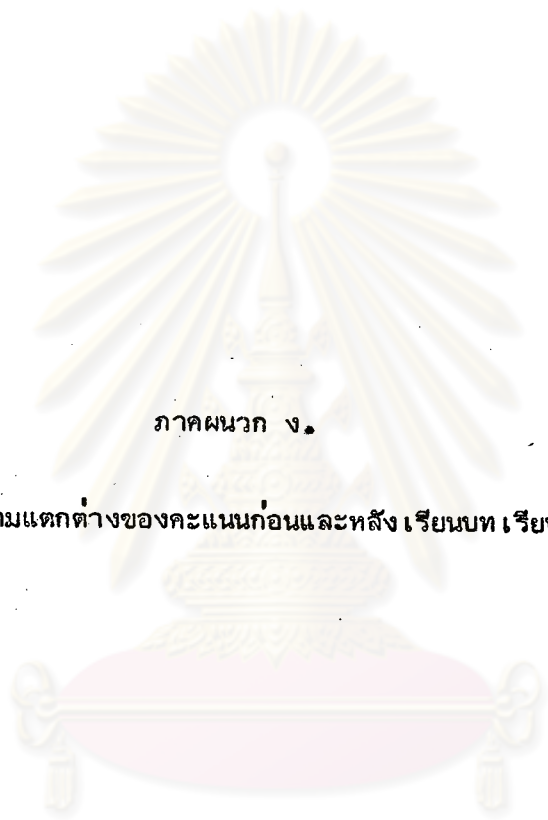 ภาคผนวก ง.
มแตกต่างของคะแนนก่อนและหลังเรียนบทเรีย